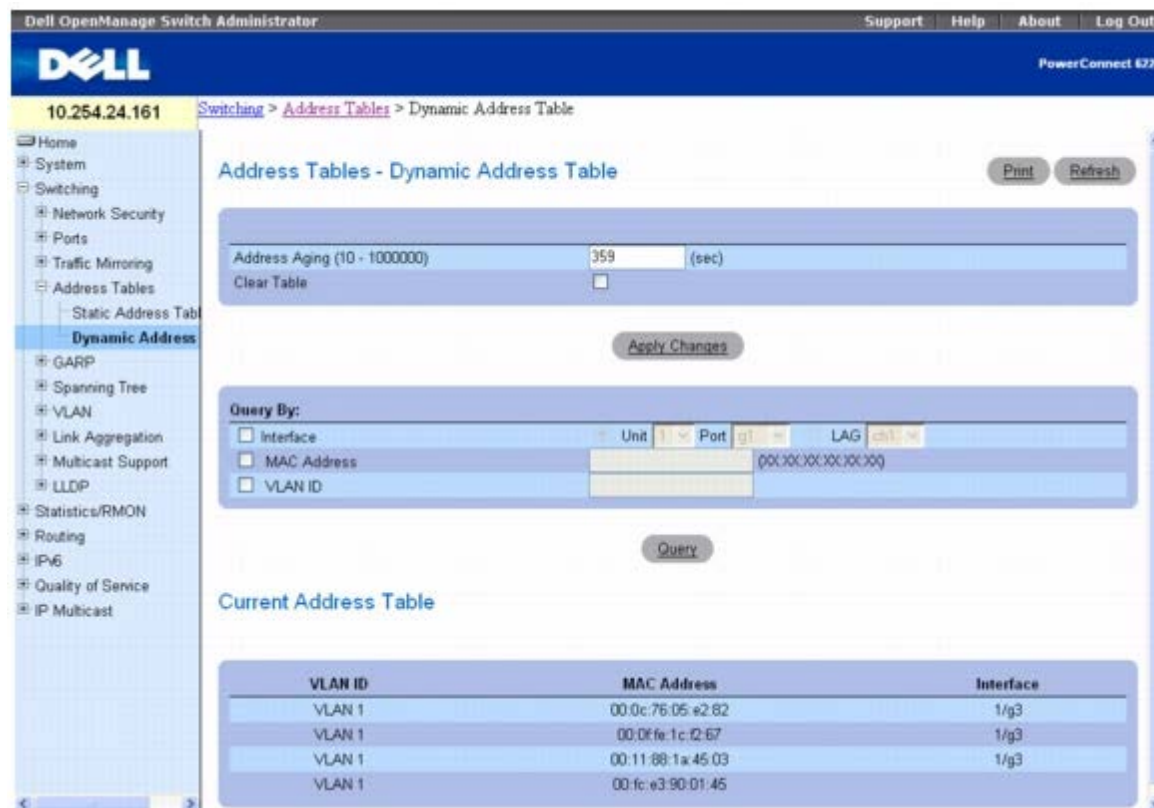 Dell OpenManage Switch Administrator
Support Help About Log Out
DELL
PowerConnect 622
10.254.24.161
Switching > Address Tables > Dynamic Address Table
Home
System
Switching
Network Security
Ports
Traffic Mirroring
Address Tables
Static Address Tabl
Dynamic Address
GARP
Spanning Tree
VLAN
Link Aggregation
Multicast Support
LLDP
Statistics/RMON
Routing
IPv6
Quality of Service
IP Multicast
Address Tables - Dynamic Address Table
Print Refresh
Address Aging (10 - 1000000) 359 (sec)
Clear Table
Apply Changes
Query By:
Interface Unit 1 Port g1 LAG ch1
MAC Address (XX:XX:XX:XX:XX:XX)
VLAN ID
Query
Current Address Table
VLAN ID MAC Address Interface
VLAN 1 00:0c:76:05:e2:82 1/g3
VLAN 1 00:0f:fe:1c:f2:67 1/g3
VLAN 1 00:11:88:1a:45:03 1/g3
VLAN 1 00:fc:e3:90:01:45